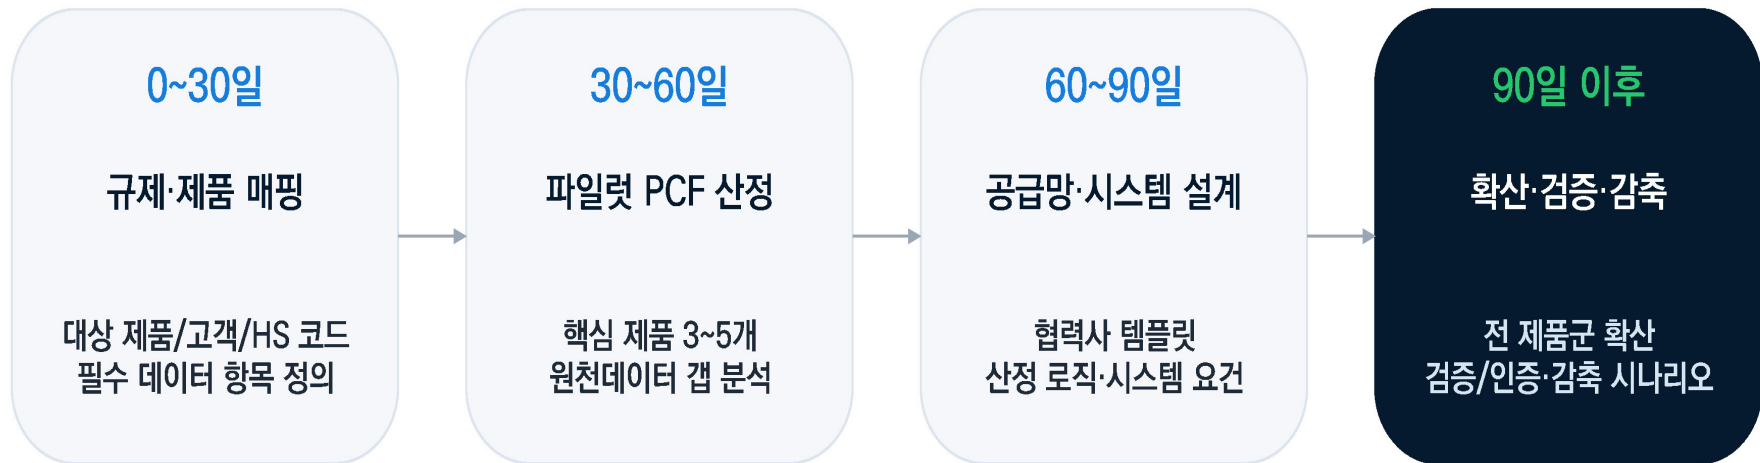 0~30일
규제·제품 매핑
대상 제품/고객/HS 코드
필수 데이터 항목 정의
30~60일
파일럿 PCF 산정
핵심 제품 3~5개
원천데이터 갭 분석
60~90일
공급망·시스템 설계
협력사 템플릿
산정 로직·시스템 요건
90일 이후
확산·검증·감축
전 제품군 확산
검증/인증·감축 시나리오